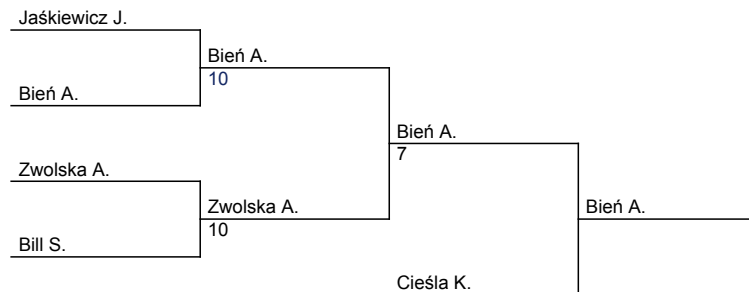 Jaśkiewicz J.
Bień A.
10
Bień A.
Bień A.
7
Zwolska A.
Zwolska A.
10
Bień A.
Bill S.
Cieśla K.